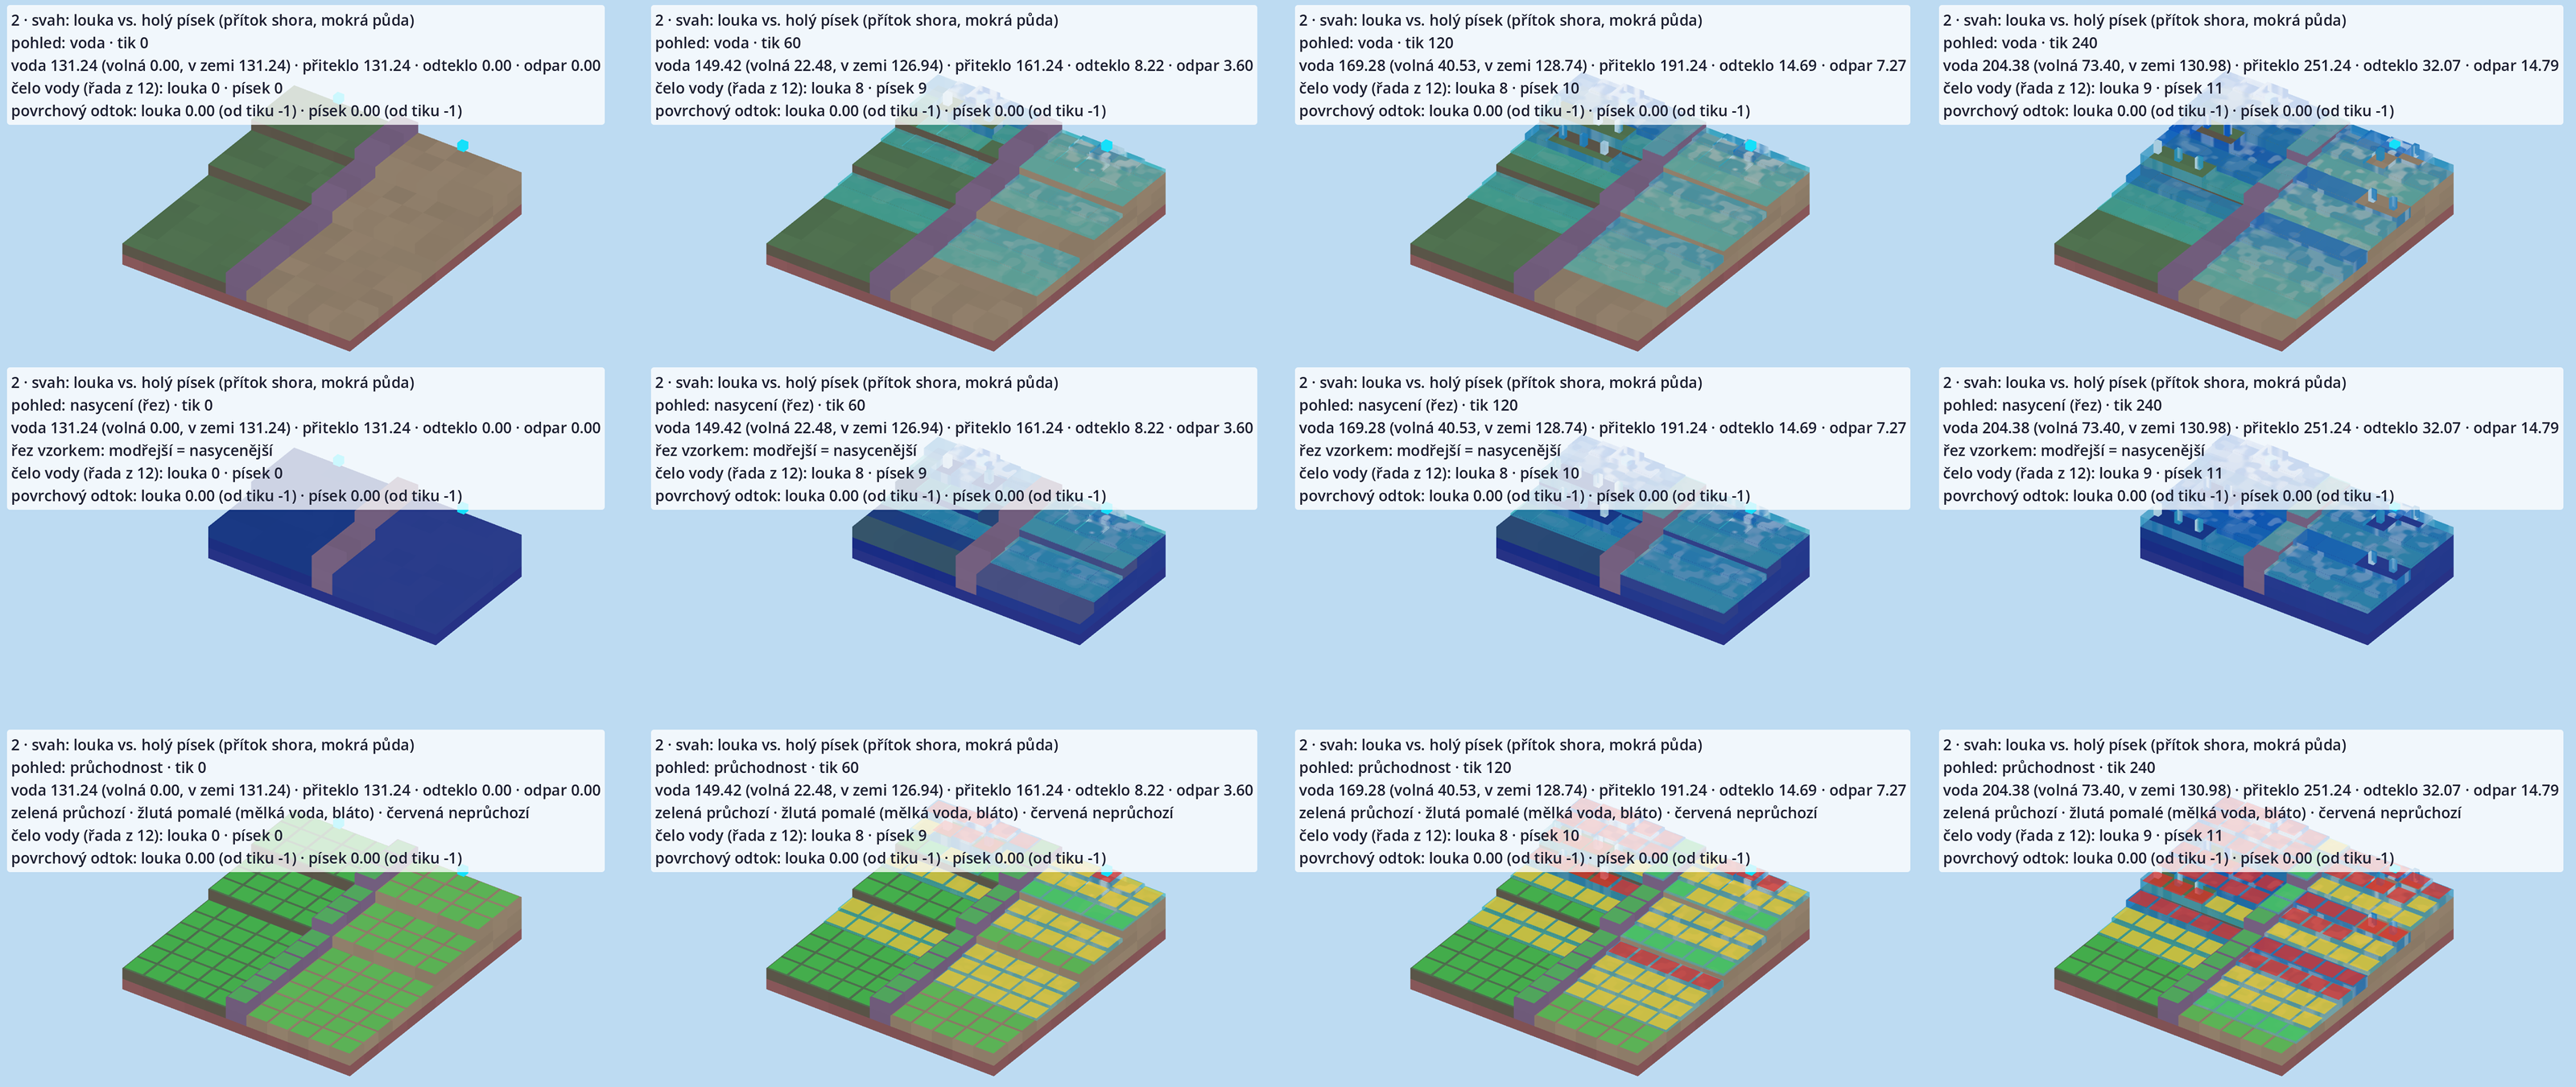 2 · svah: louka vs. holý písek (přítok shora, mokrá půda)
pohled: voda · tik 0
voda 131.24 (volná 0.00, v zemi 131.24) · přiteklo 131.24 · odteklo 0.00 · odpar 0.00
čelo vody (řada z 12): louka 0 · písek 0
povrchový odtok: louka 0.00 (od tiku -1) · písek 0.00 (od tiku -1)
2 · svah: louka vs. holý písek (přítok shora, mokrá půda)
pohled: voda · tik 60
voda 149.42 (volná 22.48, v zemi 126.94) · přiteklo 161.24 · odteklo 8.22 · odpar 3.60
čelo vody (řada z 12): louka 8 · písek 9
povrchový odtok: louka 0.00 (od tiku -1) · písek 0.00 (od tiku -1)
2 · svah: louka vs. holý písek (přítok shora, mokrá půda)
pohled: voda · tik 120
voda 169.28 (volná 40.53, v zemi 128.74) · přiteklo 191.24 · odteklo 14.69 · odpar 7.27
čelo vody (řada z 12): louka 8 · písek 10
povrchový odtok: louka 0.00 (od tiku -1) · písek 0.00 (od tiku -1)
2 · svah: louka vs. holý písek (přítok shora, mokrá půda)
pohled: voda · tik 240
voda 204.38 (volná 73.40, v zemi 130.98) · přiteklo 251.24 · odteklo 32.07 · odpar 14.79
čelo vody (řada z 12): louka 9 · písek 11
povrchový odtok: louka 0.00 (od tiku -1) · písek 0.00 (od tiku -1)
2 · svah: louka vs. holý písek (přítok shora, mokrá půda)
pohled: nasycení (řez) · tik 0
voda 131.24 (volná 0.00, v zemi 131.24) · přiteklo 131.24 · odteklo 0.00 · odpar 0.00
řez vzorkem: modřejší = nasycenější
čelo vody (řada z 12): louka 0 · písek 0
povrchový odtok: louka 0.00 (od tiku -1) · písek 0.00 (od tiku -1)
2 · svah: louka vs. holý písek (přítok shora, mokrá půda)
pohled: nasycení (řez) · tik 60
voda 149.42 (volná 22.48, v zemi 126.94) · přiteklo 161.24 · odteklo 8.22 · odpar 3.60
řez vzorkem: modřejší = nasycenější
čelo vody (řada z 12): louka 8 · písek 9
povrchový odtok: louka 0.00 (od tiku -1) · písek 0.00 (od tiku -1)
2 · svah: louka vs. holý písek (přítok shora, mokrá půda)
pohled: nasycení (řez) · tik 120
voda 169.28 (volná 40.53, v zemi 128.74) · přiteklo 191.24 · odteklo 14.69 · odpar 7.27
řez vzorkem: modřejší = nasycenější
čelo vody (řada z 12): louka 8 · písek 10
povrchový odtok: louka 0.00 (od tiku -1) · písek 0.00 (od tiku -1)
2 · svah: louka vs. holý písek (přítok shora, mokrá půda)
pohled: nasycení (řez) · tik 240
voda 204.38 (volná 73.40, v zemi 130.98) · přiteklo 251.24 · odteklo 32.07 · odpar 14.79
řez vzorkem: modřejší = nasycenější
čelo vody (řada z 12): louka 9 · písek 11
povrchový odtok: louka 0.00 (od tiku -1) · písek 0.00 (od tiku -1)
2 · svah: louka vs. holý písek (přítok shora, mokrá půda)
pohled: průchodnost · tik 0
voda 131.24 (volná 0.00, v zemi 131.24) · přiteklo 131.24 · odteklo 0.00 · odpar 0.00
zelená průchozí · žlutá pomalé (mělká voda, bláto) · červená neprůchozí
čelo vody (řada z 12): louka 0 · písek 0
povrchový odtok: louka 0.00 (od tiku -1) · písek 0.00 (od tiku -1)
2 · svah: louka vs. holý písek (přítok shora, mokrá půda)
pohled: průchodnost · tik 60
voda 149.42 (volná 22.48, v zemi 126.94) · přiteklo 161.24 · odteklo 8.22 · odpar 3.60
zelená průchozí · žlutá pomalé (mělká voda, bláto) · červená neprůchozí
čelo vody (řada z 12): louka 8 · písek 9
povrchový odtok: louka 0.00 (od tiku -1) · písek 0.00 (od tiku -1)
2 · svah: louka vs. holý písek (přítok shora, mokrá půda)
pohled: průchodnost · tik 120
voda 169.28 (volná 40.53, v zemi 128.74) · přiteklo 191.24 · odteklo 14.69 · odpar 7.27
zelená průchozí · žlutá pomalé (mělká voda, bláto) · červená neprůchozí
čelo vody (řada z 12): louka 8 · písek 10
povrchový odtok: louka 0.00 (od tiku -1) · písek 0.00 (od tiku -1)
2 · svah: louka vs. holý písek (přítok shora, mokrá půda)
pohled: průchodnost · tik 240
voda 204.38 (volná 73.40, v zemi 130.98) · přiteklo 251.24 · odteklo 32.07 · odpar 14.79
zelená průchozí · žlutá pomalé (mělká voda, bláto) · červená neprůchozí
čelo vody (řada z 12): louka 9 · písek 11
povrchový odtok: louka 0.00 (od tiku -1) · písek 0.00 (od tiku -1)